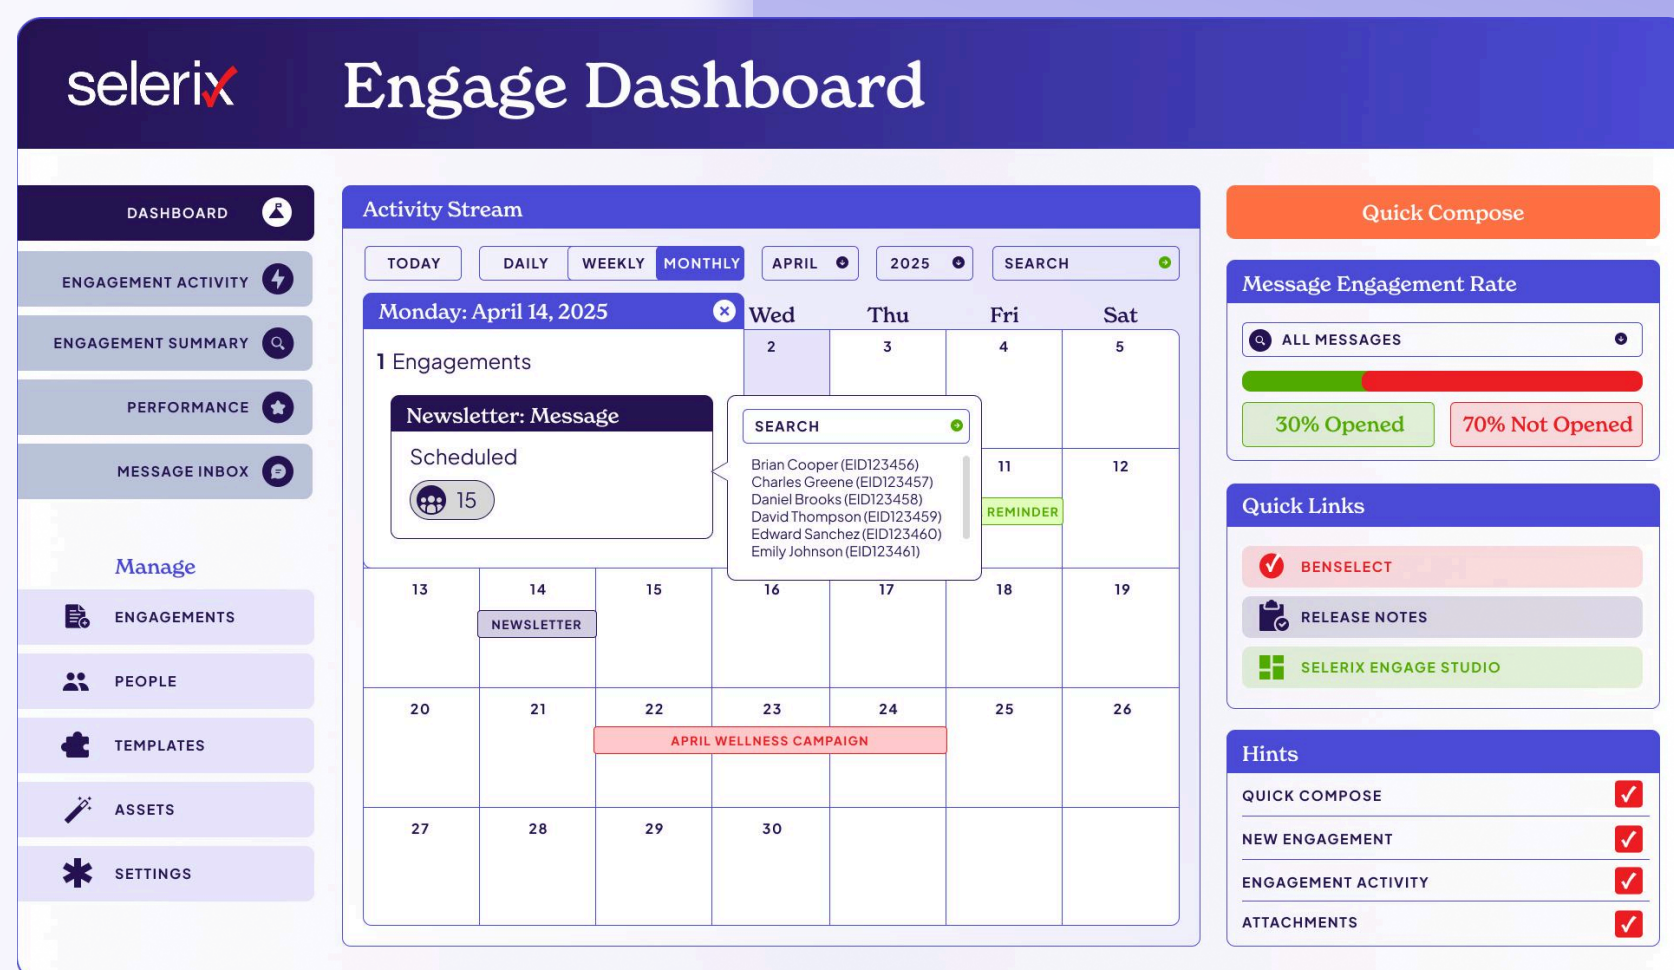 selerix
Engage Dashboard
DASHBOARD
ENGAGEMENT ACTIVITY
ENGAGEMENT SUMMARY
PERFORMANCE
MESSAGE INBOX
Manage
ENGAGEMENTS
PEOPLE
TEMPLATES
ASSETS
SETTINGS
Activity Stream
TODAY DAILY WEEKLY MONTHLY APRIL 2025 SEARCH
Monday: April 14, 2025
Wed Thu Fri Sat
1 Engagements
Newsletter: Message
Scheduled
15
SEARCH
Brian Cooper (EID123456)
Charles Greene (EID123457)
Daniel Brooks (EID123458)
David Thompson (EID123459)
Edward Sanchez (EID123460)
Emily Johnson (EID123461)
2 3 4 5
11 12
REMINDER
13 14 15 16 17 18 19
NEWSLETTER
20 21 22 23 24 25 26
APRIL WELLNESS CAMPAIGN
27 28 29 30
Quick Compose
Message Engagement Rate
ALL MESSAGES
30% Opened 70% Not Opened
Quick Links
BENSELECT
RELEASE NOTES
SELERIX ENGAGE STUDIO
Hints
QUICK COMPOSE
NEW ENGAGEMENT
ENGAGEMENT ACTIVITY
ATTACHMENTS